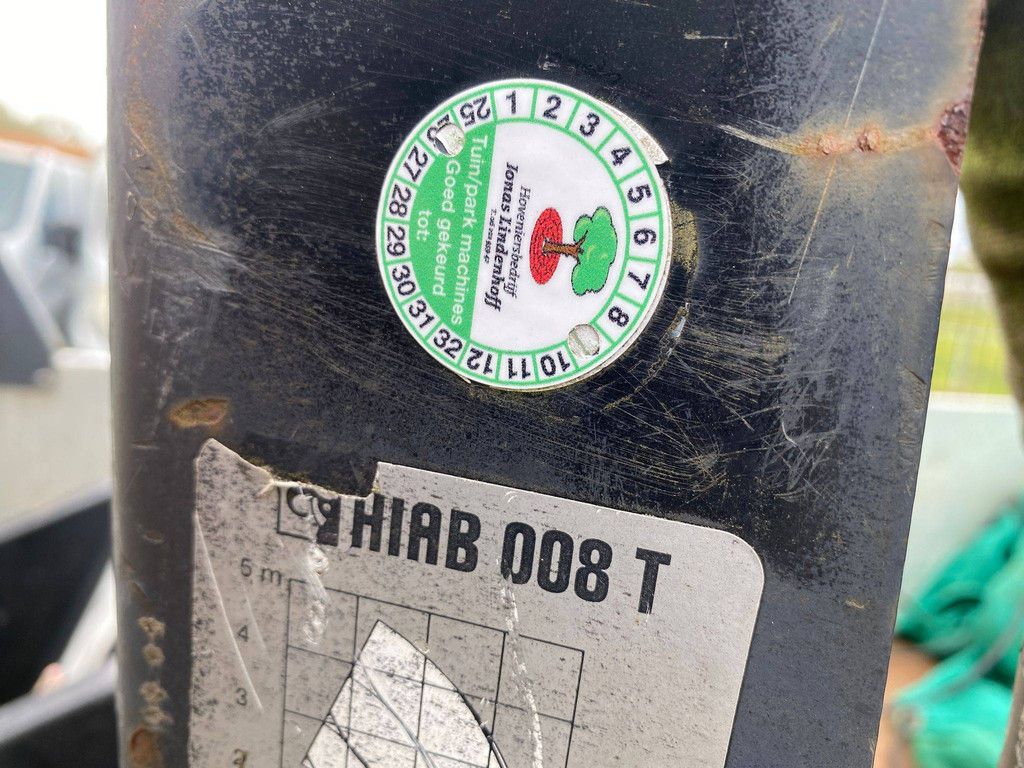 1 2 3 4 5 6 7 8 10 11 12
25 27 28 29 30 31 32
Hoveniersbedrijf
Jonas Lindenhoff
Tuin/park machines
Goed gekeurd
tot:
HIAB 008 T
5 m
4
3